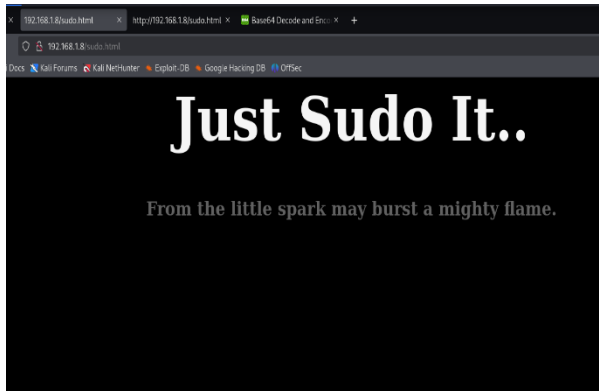 192.168.1.8/sudo.html × http://192.168.1.8/sudo.html × Base64 Decode and Enco × +
192.168.1.8/sudo.html
Docs Kali Forums Kali NetHunter Exploit-DB Google Hacking DB OffSec
Just Sudo It..
From the little spark may burst a mighty flame.